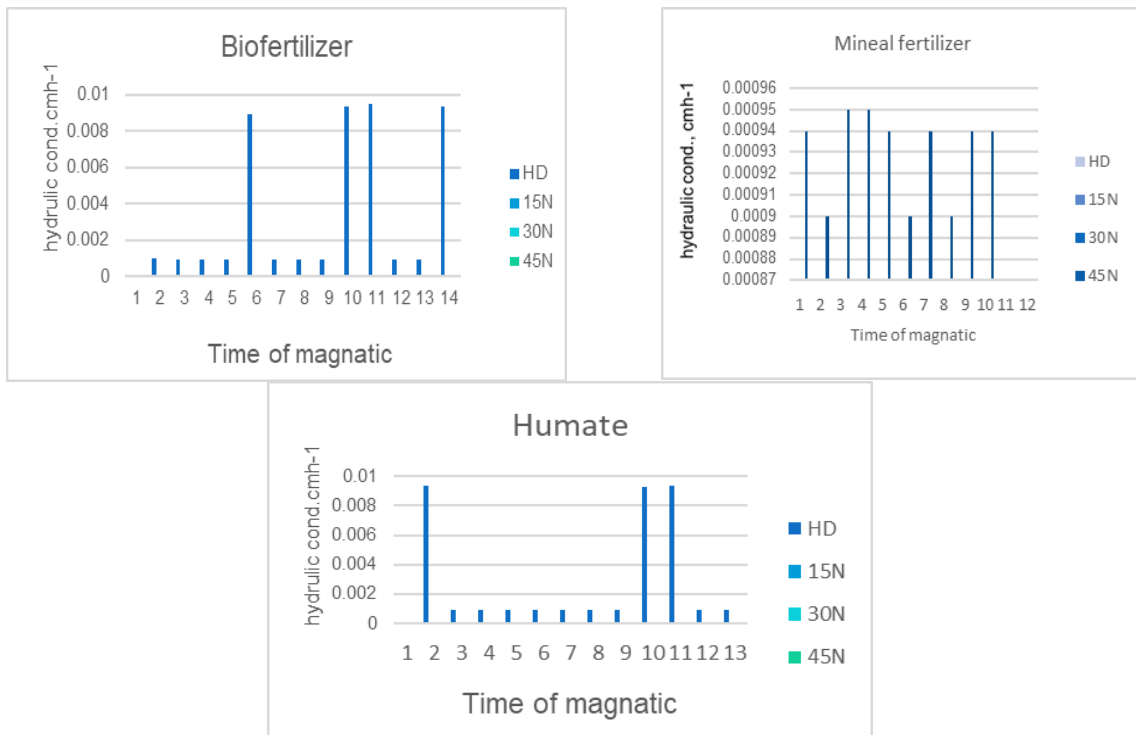 Biofertilizer
hydrulic cond.cmh-1
0.01
0.008
0.006
0.004
0.002
0
1 2 3 4 5 6 7 8 9 10 11 12 13 14
Time of magnatic
HD
15N
30N
45N
Mineal fertilizer
hydraulic cond., cmh-1
0.00096
0.00095
0.00094
0.00093
0.00092
0.00091
0.0009
0.00089
0.00088
0.00087
1 2 3 4 5 6 7 8 9 10 11 12
Time of magnatic
HD
15N
30N
45N
Humate
hydrulic cond.cmh-1
0.01
0.008
0.006
0.004
0.002
0
1 2 3 4 5 6 7 8 9 10 11 12 13
Time of magnatic
HD
15N
30N
45N